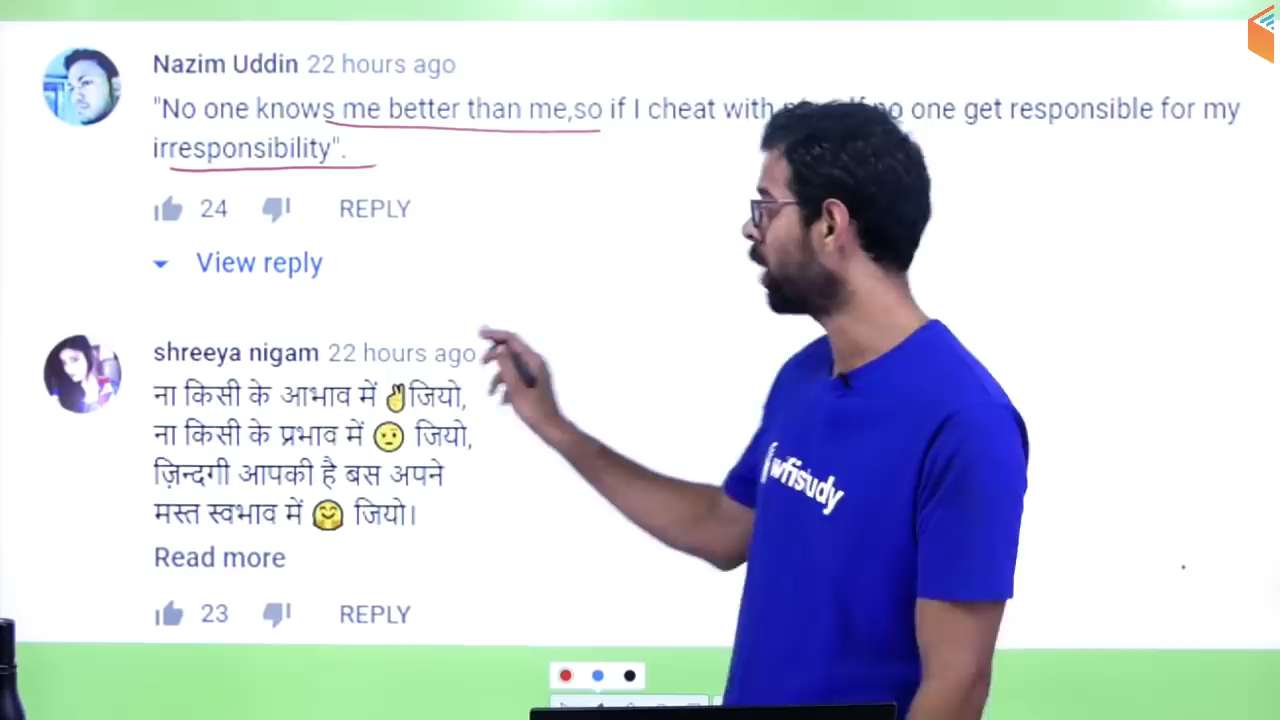 Nazim Uddin 22 hours ago
"No one knows me better than me,so if I cheat with no one get responsible for my
irresponsibility".
24 REPLY
View reply
shreeya nigam 22 hours ago
ना किसी के आभाव में ✌जियो,
ना किसी के प्रभाव में 🤨 जियो,
ज़िन्दगी आपकी है बस अपने
मस्त स्वभाव में 🤗 जियो।
Read more
23 REPLY
wifistudy